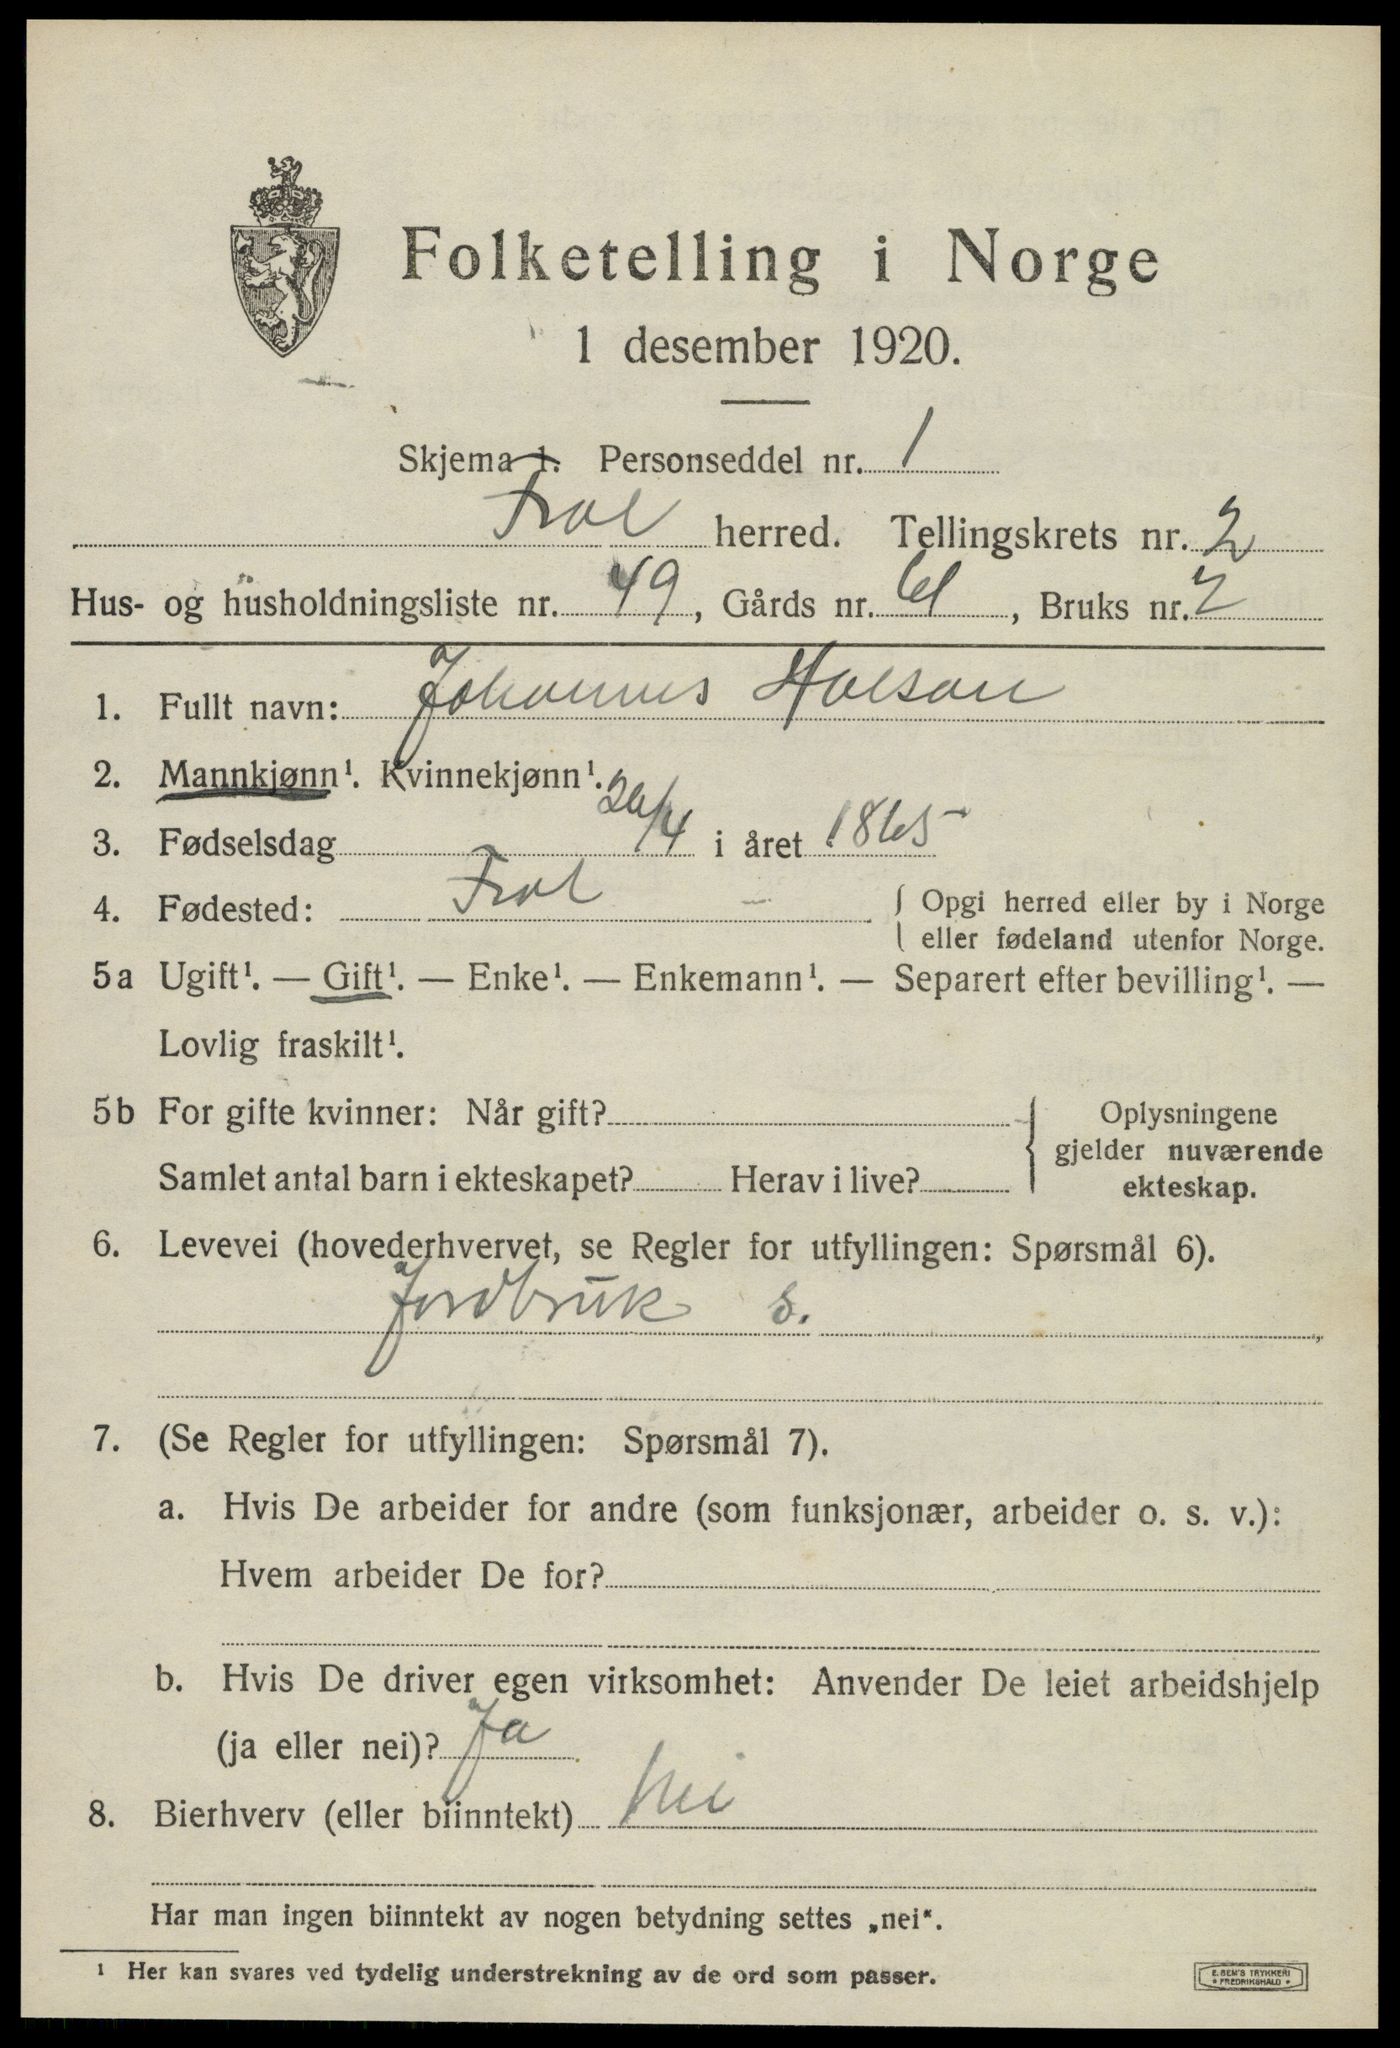 Folketelling i Norge
1 desember 1920.
Skjema 1. Personseddel nr. 1
Frol herred. Tellingskrets nr. 2
Hus- og husholdningsliste nr. 49, Gårds nr. 61, Bruks nr. 2
1. Fullt navn: Johannes Holsan
2. Mannkjønn¹. Kvinnekjønn¹.
3. Fødselsdag 26/4 i året 1865
4. Fødested: Frol { Opgi herred eller by i Norge
eller fødeland utenfor Norge.
5a Ugift¹. — Gift¹. — Enke¹. — Enkemann¹. — Separert efter bevilling¹. —
Lovlig fraskilt¹.
5b For gifte kvinner: Når gift? Oplysningene
gjelder nuværende
Samlet antal barn i ekteskapet? Herav i live? ekteskap.
6. Levevei (hovederhvervet, se Regler for utfyllingen: Spørsmål 6).
Jordbruk s.
7. (Se Regler for utfyllingen: Spørsmål 7).
a. Hvis De arbeider for andre (som funksjonær, arbeider o. s. v.):
Hvem arbeider De for?
b. Hvis De driver egen virksomhet: Anvender De leiet arbeidshjelp
(ja eller nei)? Ja
8. Bierhverv (eller biinntekt) Nei
Har man ingen biinntekt av nogen betydning settes „nei“.
¹ Her kan svares ved tydelig understrekning av de ord som passer.
E. SEM'S TRYKKERI
* FREDRIKSHALD *